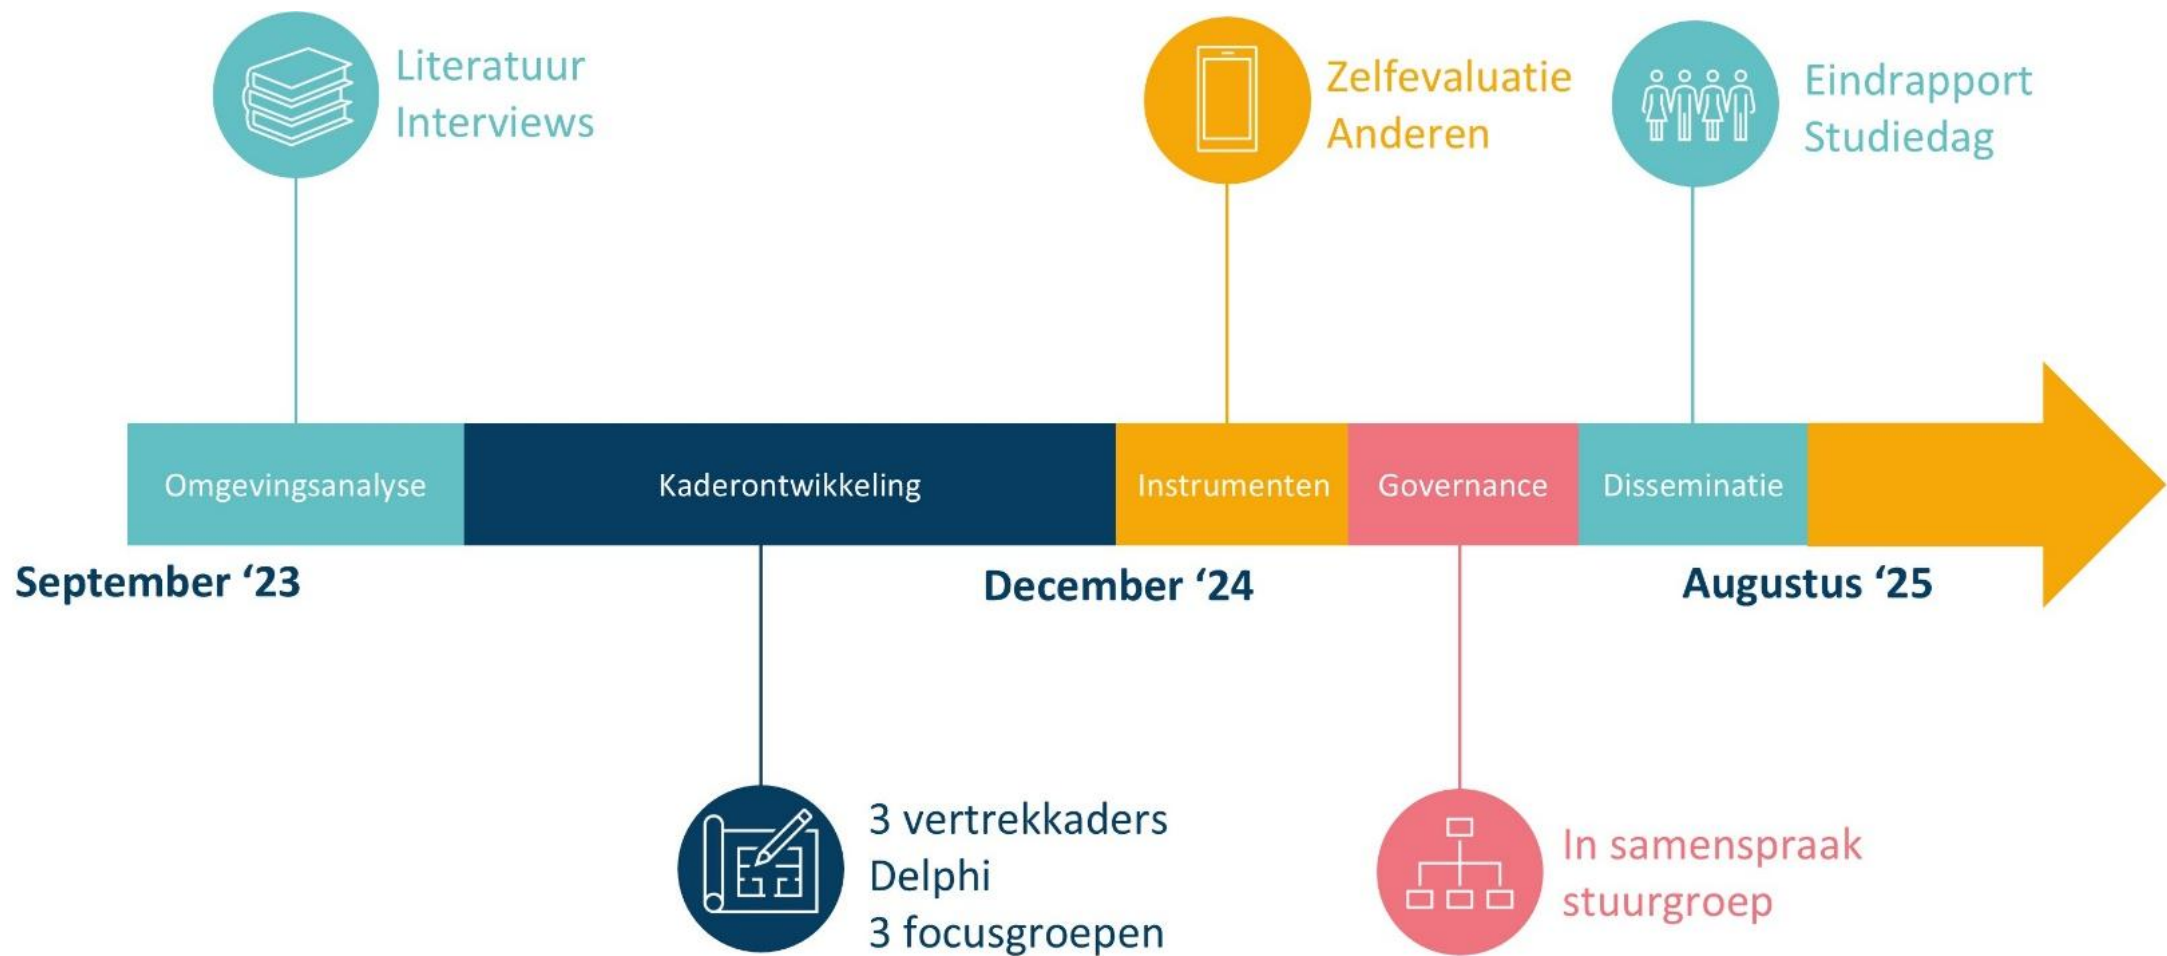 Literatuur
Interviews
Zelfevaluatie
Anderen
Eindrapport
Studiedag
Omgevingsanalyse
Kaderontwikkeling
Instrumenten
Governance
Disseminatie
September ‘23
December ‘24
Augustus ‘25
3 vertrekkaders
Delphi
3 focusgroepen
In samenspraak
stuurgroep